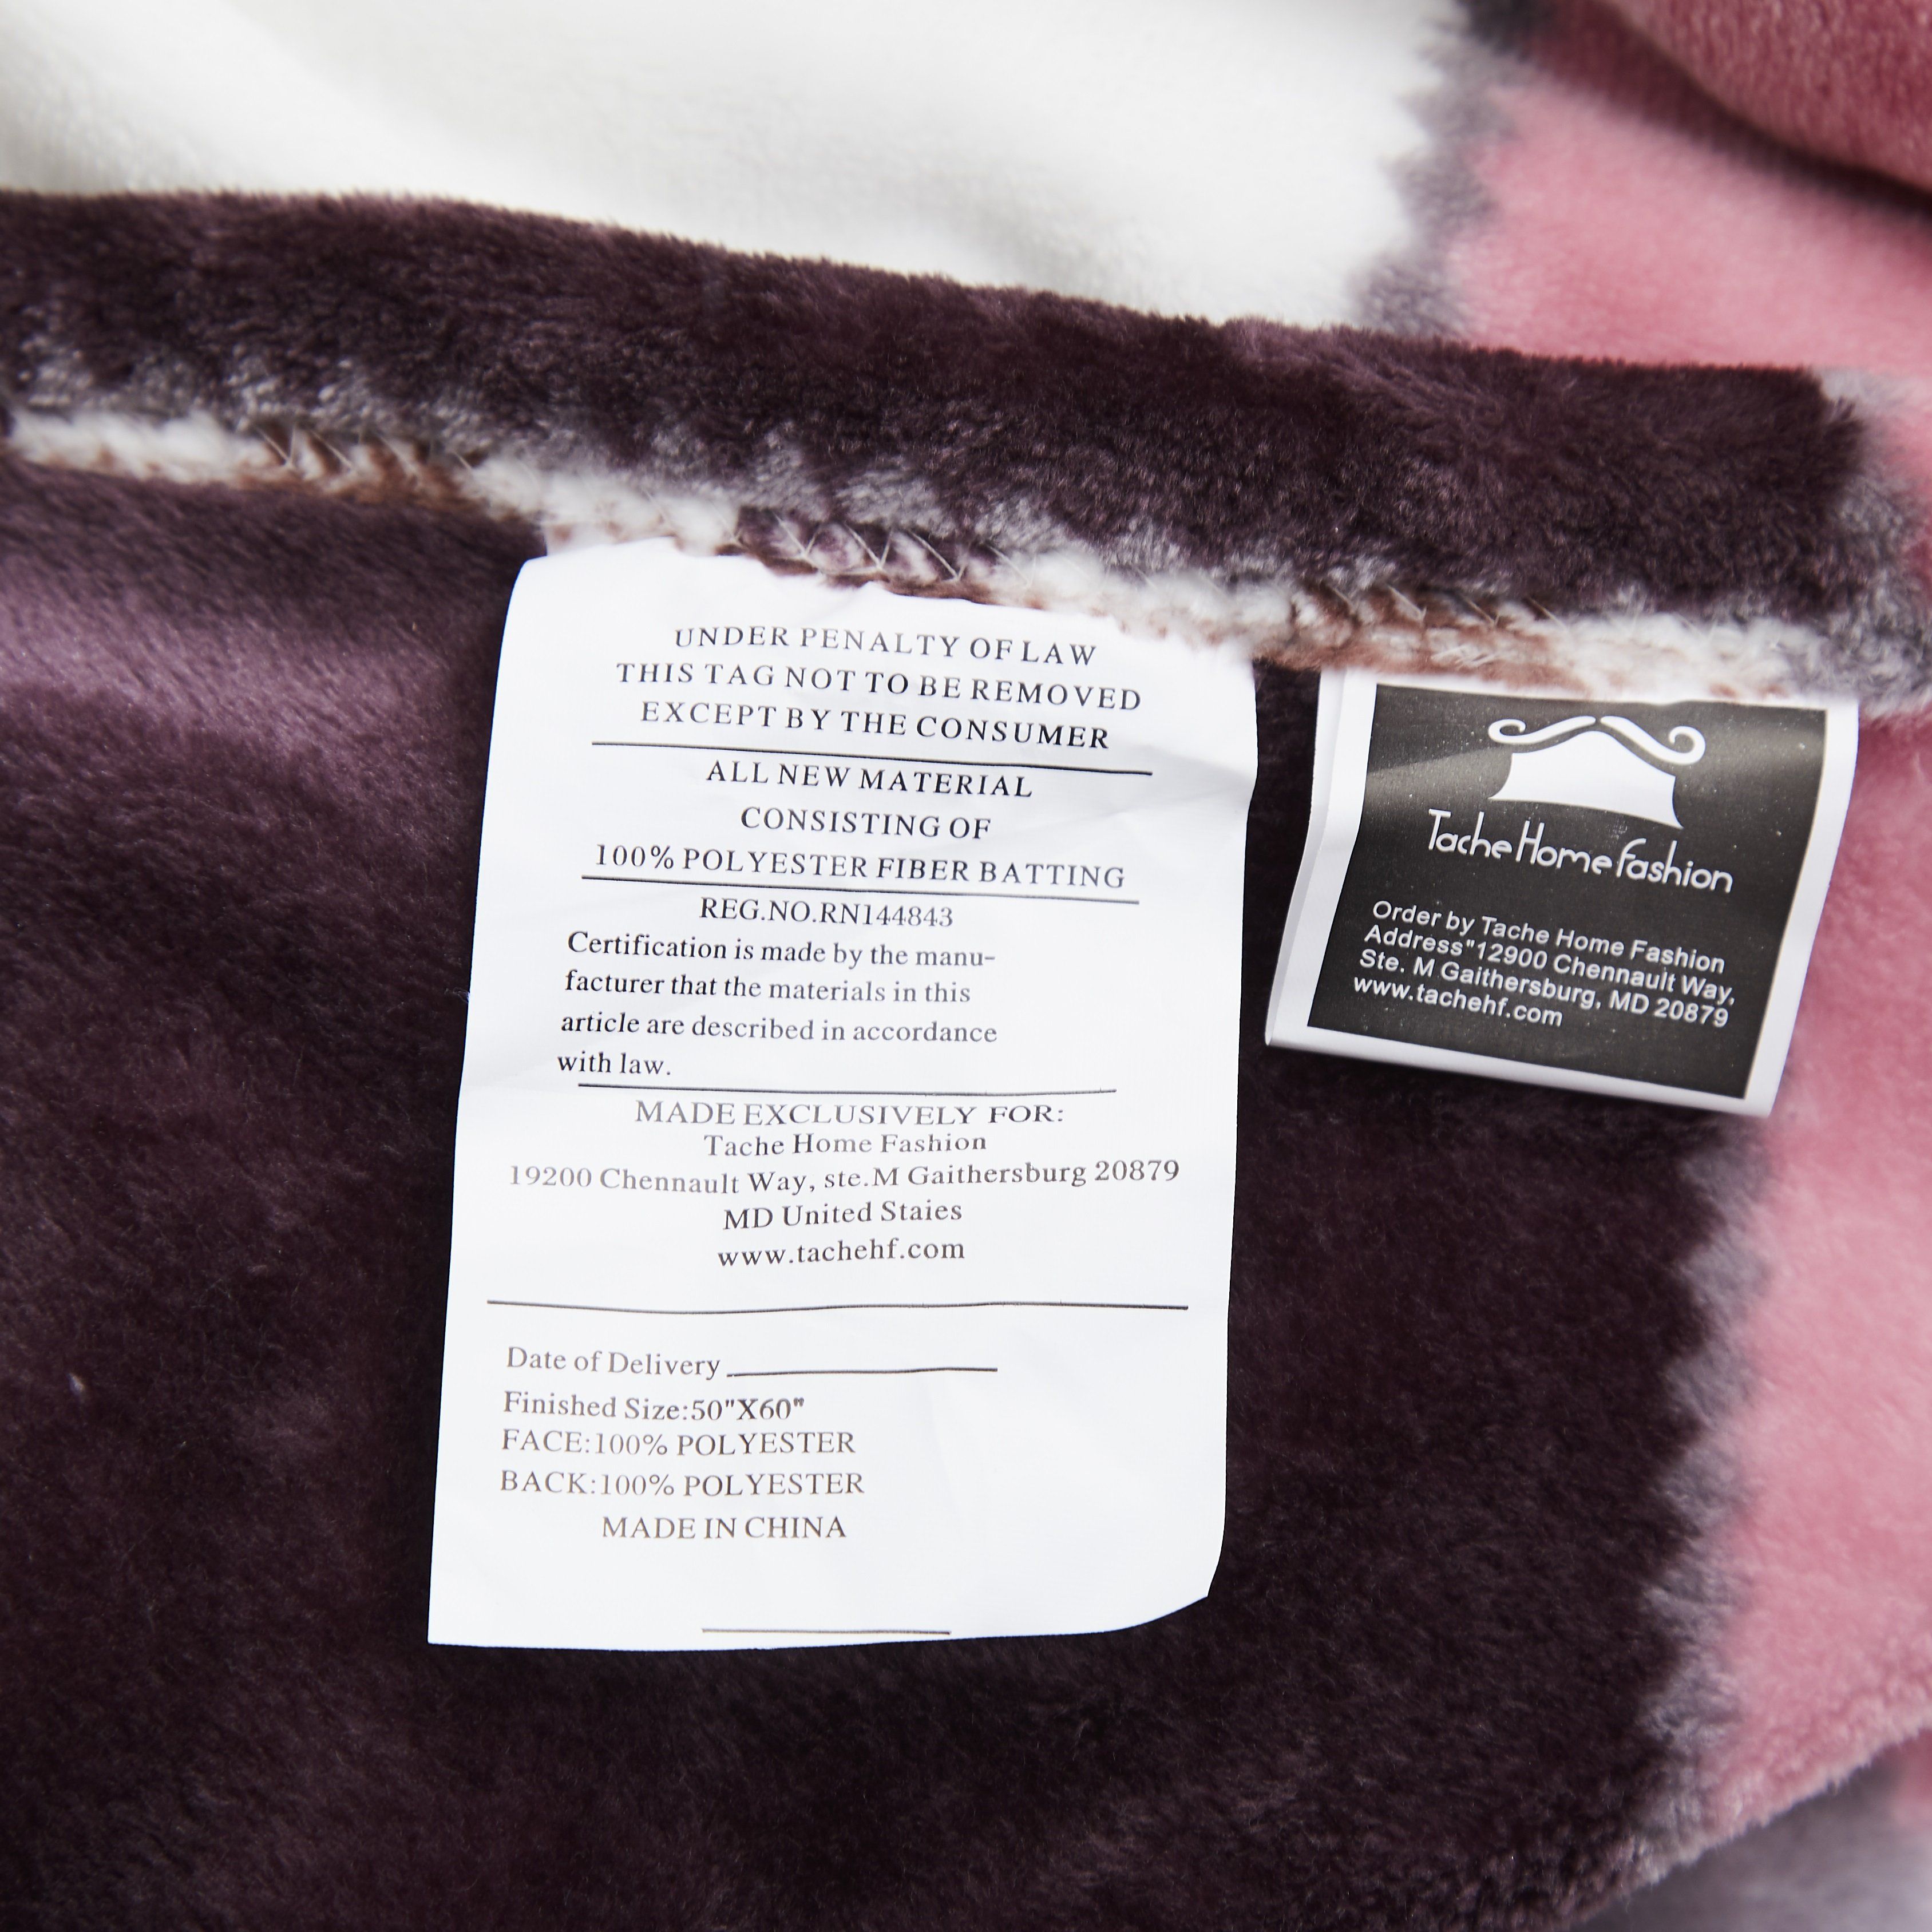 UNDER PENALTY OF LAW
THIS TAG NOT TO BE REMOVED
EXCEPT BY THE CONSUMER
ALL NEW MATERIAL
CONSISTING OF
100% POLYESTER FIBER BATTING
REG.NO.RN144843
Certification is made by the manu-
facturer that the materials in this
article are described in accordance
with law.
MADE EXCLUSIVELY FOR:
Tache Home Fashion
19200 Chennault Way, ste.M Gaithersburg 20879
MD United Staies
www.tachehf.com
Date of Delivery
Finished Size:50"X60"
FACE:100% POLYESTER
BACK:100% POLYESTER
MADE IN CHINA
Tache Home Fashion
Order by Tache Home Fashion
Address"12900 Chennault Way,
Ste. M Gaithersburg, MD 20879
www.tachehf.com